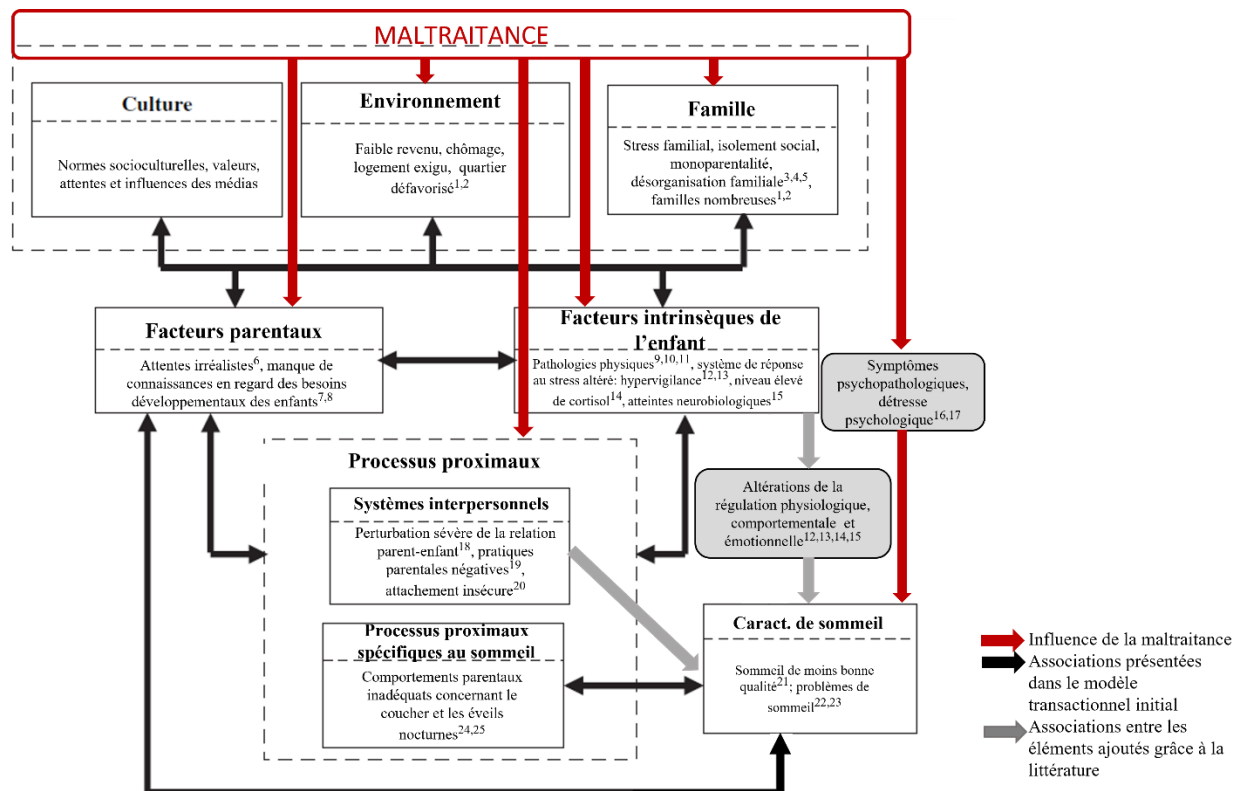 MALTRAITANCE
Culture
Normes socioculturelles, valeurs,
attentes et influences des médias
Environnement
Faible revenu, chômage,
logement exigu, quartier
défavorisé1,2
Famille
Stress familial, isolement social,
monoparentalité,
désorganisation familiale3,4,5,
familles nombreuses1,2
Facteurs parentaux
Attentes irréalistes6, manque de
connaissances en regard des besoins
développementaux des enfants7,8
Facteurs intrinsèques de
l’enfant
Pathologies physiques9,10,11, système de réponse
au stress altéré: hypervigilance12,13, niveau élevé
de cortisol14, atteintes neurobiologiques15
Symptômes
psychopathologiques,
détresse
psychologique16,17
Processus proximaux
Systèmes interpersonnels
Perturbation sévère de la relation
parent-enfant18, pratiques
parentales négatives19,
attachement insécure20
Altérations de la
régulation physiologique,
comportementale et
émotionnelle12,13,14,15
Processus proximaux
spécifiques au sommeil
Comportements parentaux
inadéquats concernant le
coucher et les éveils
nocturnes24,25
Caract. de sommeil
Sommeil de moins bonne
qualité21; problèmes de
sommeil22,23
Influence de la maltraitance
Associations présentées
dans le modèle
transactionnel initial
Associations entre les
éléments ajoutés grâce à la
littérature